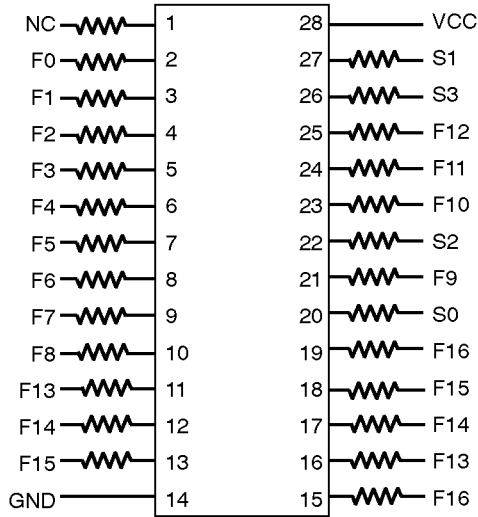 NC 1 28 VCC
F0 2 27 S1
F1 3 26 S3
F2 4 25 F12
F3 5 24 F11
F4 6 23 F10
F5 7 22 S2
F6 8 21 F9
F7 9 20 S0
F8 10 19 F16
F13 11 18 F15
F14 12 17 F14
F15 13 16 F13
GND 14 15 F16